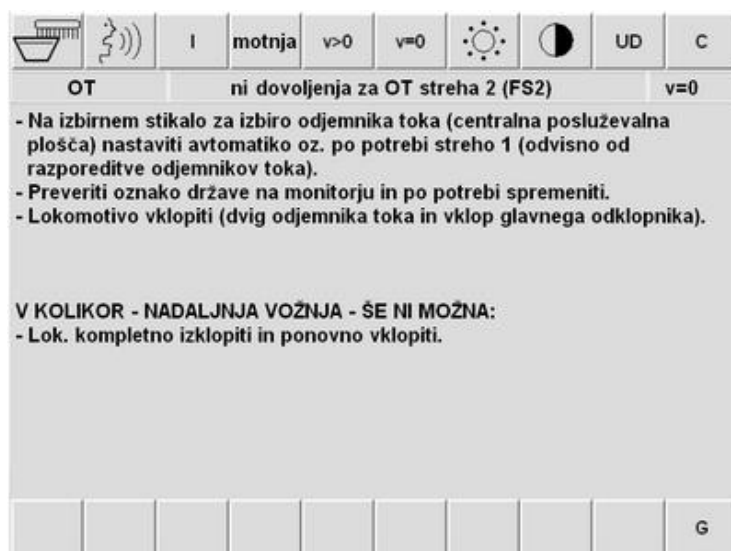 I motnja v>0 v=0 UD C
OT ni dovoljenja za OT streha 2 (FS2) v=0
- Na izbirnem stikalo za izbiro odjemnika toka (centralna posluževalna
plošča) nastaviti avtomatiko oz. po potrebi streho 1 (odvisno od
razporeditve odjemnikov toka).
- Preveriti oznako države na monitorju in po potrebi spremeniti.
- Lokomotivo vklopiti (dvig odjemnika toka in vklop glavnega odklopnika).
V KOLIKOR - NADALJNJA VOŽNJA - ŠE NI MOŽNA:
- Lok. kompletno izklopiti in ponovno vklopiti.
G